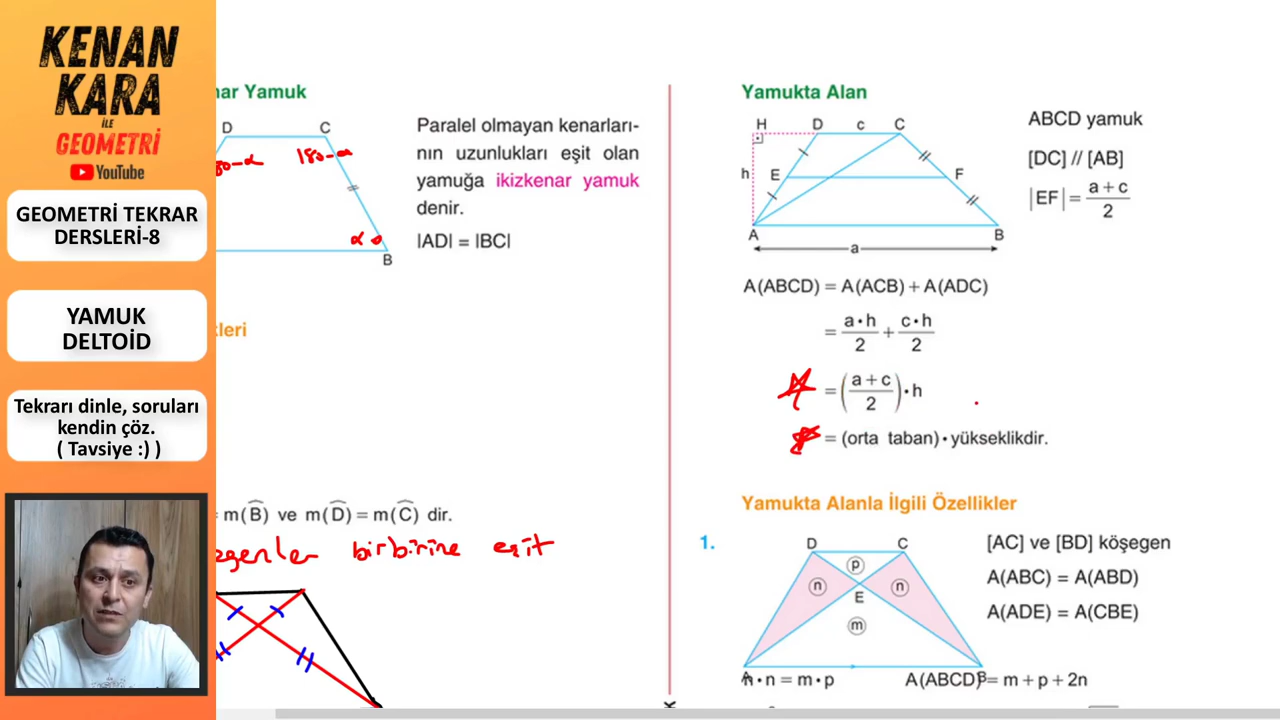 KENAN
KARA
İLE
GEOMETRİ
YouTube
GEOMETRİ TEKRAR
DERSLERİ-8
YAMUK
DELTOİD
Tekrarı dinle, soruları
kendin çöz.
( Tavsiye :) )
nar Yamuk
D C
180-α
α
B
Paralel olmayan kenarları-
nın uzunlukları eşit olan
yamuğa ikizkenar yamuk
denir.
|AD| = |BC|
leri
= m(B) ve m(D) = m(C) dir.
egenler birbirine eşit
Yamukta Alan
H D c C
h E F
A B
a
ABCD yamuk
[DC] // [AB]
|EF| = a + c / 2
A(ABCD) = A(ACB) + A(ADC)
= a•h / 2 + c•h / 2
= (a + c / 2) • h
= (orta taban) • yükseklikdir.
Yamukta Alanla İlgili Özellikler
1.
D C
p
n n
E
m
A B
[AC] ve [BD] köşegen
A(ABC) = A(ABD)
A(ADE) = A(CBE)
n • n = m • p
A(ABCD) = m + p + 2n